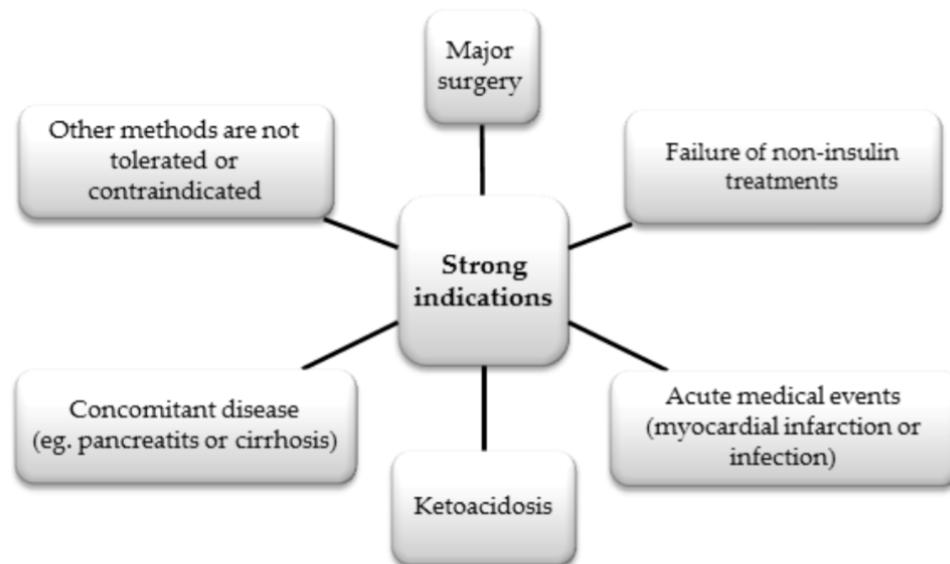 Major
surgery
Other methods are not
tolerated or
contraindicated
Failure of non-insulin
treatments
Strong
indications
Concomitant disease
(eg. pancreatits or cirrhosis)
Acute medical events
(myocardial infarction or
infection)
Ketoacidosis